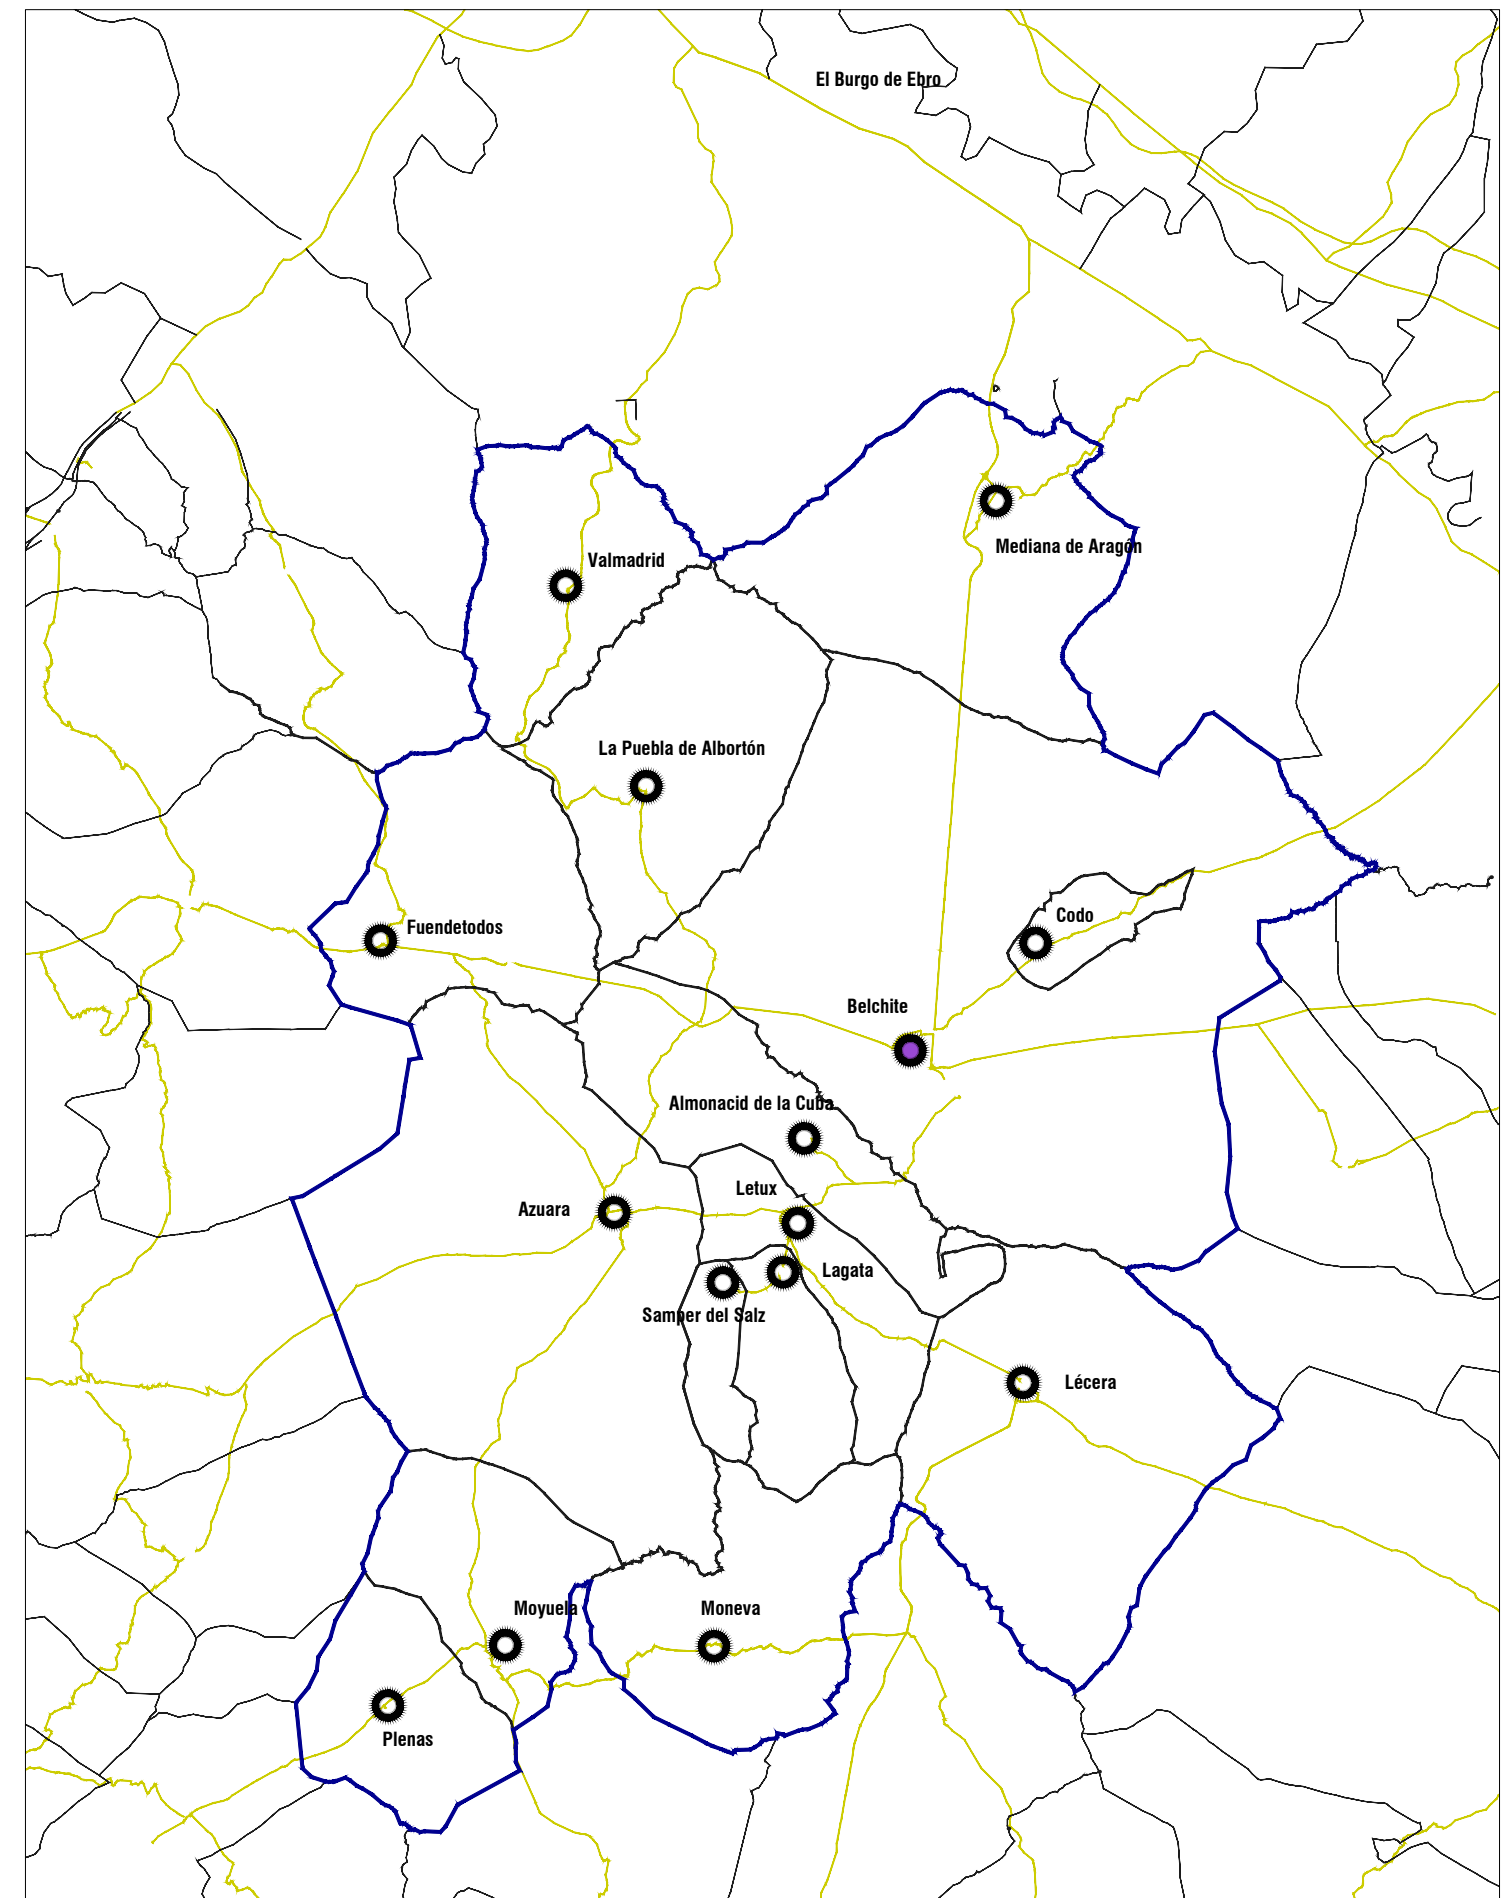 El Burgo de Ebro
Mediana de Aragón
Valmadrid
La Puebla de Albortón
Codo
Fuendetodos
Belchite
Almonacid de la Cuba
Letux
Azuara
Lagata
Samper del Salz
Lécera
Moyuela
Moneva
Plenas